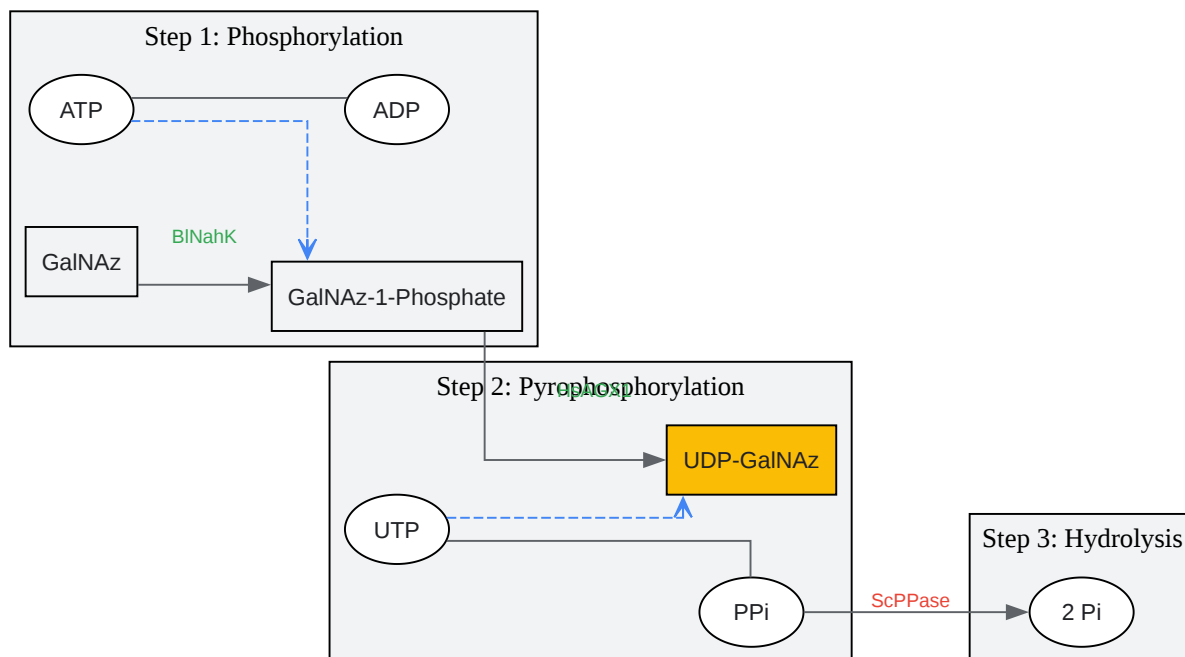 Step 1: Phosphorylation
ATP
ADP
BlNahK
GalNAz
GalNAz-1-Phosphate
Step 2: Pyrophosphorylation
HsAGX1
UDP-GalNAz
UTP
Step 3: Hydrolysis
PPi
ScPPase
2 Pi